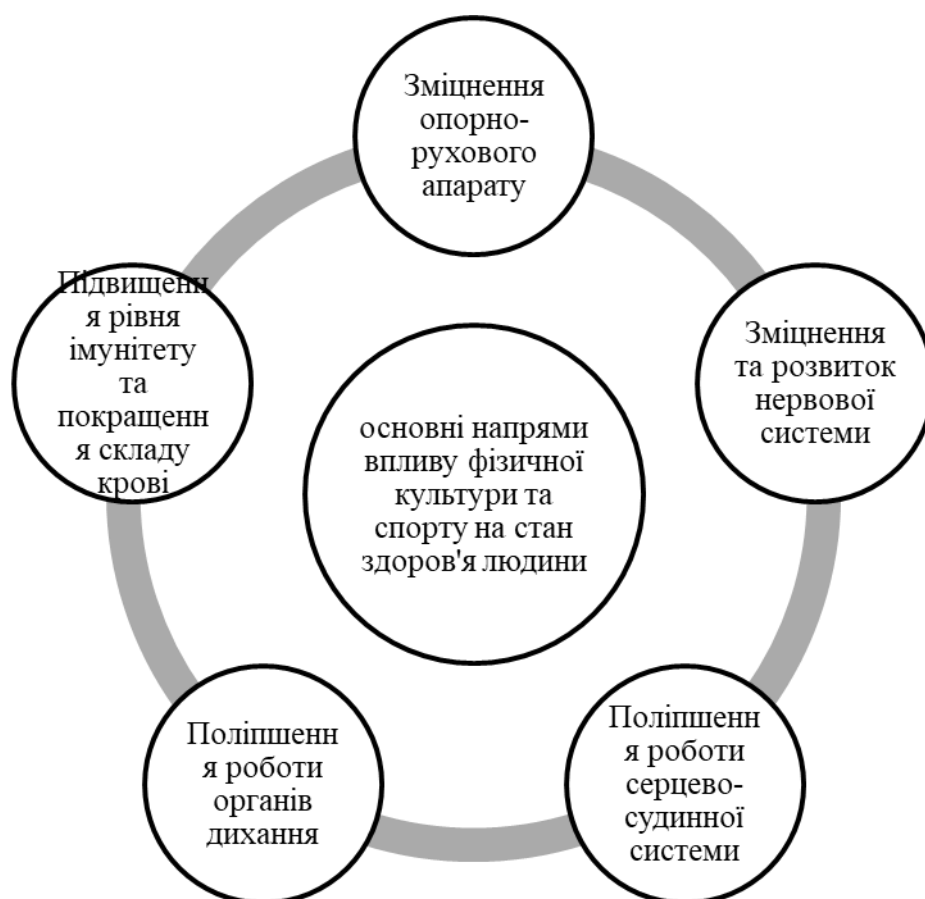 Зміцнення
опорно-
рухового
апарату
Зміцнення
та розвиток
нервової
системи
Поліпшенн
я роботи
серцево-
судинної
системи
Поліпшенн
я роботи
органів
дихання
Підвищенн
я рівня
імунітету
та
покращенн
я складу
крові
основні напрями
впливу фізичної
культури та
спорту на стан
здоров'я людини